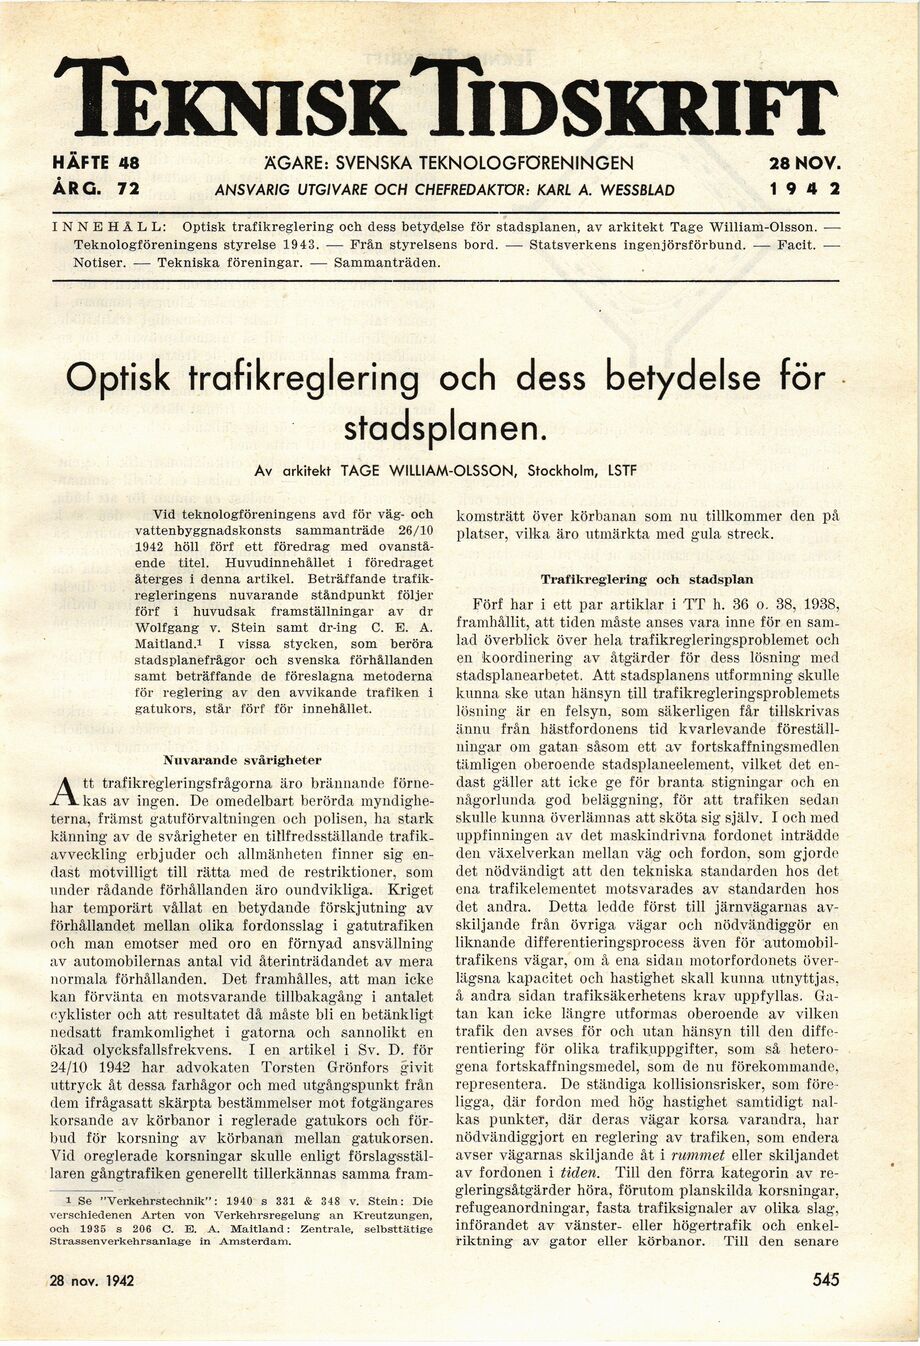 TEKNISK TIDSKRIFT
HÄFTE 48 ÄGARE: SVENSKA TEKNOLOGFÖRENINGEN 28 NOV.
ÅRG. 72 ANSVARIG UTGIVARE OCH CHEFREDAKTÖR: KARL A. WESSBLAD 1 9 4 2
INNEHÅLL: Optisk trafikreglering och dess betydelse för stadsplanen, av arkitekt Tage William-Olsson. —
Teknologföreningens styrelse 1943. — Från styrelsens bord. — Statsverkens ingenjörsförbund. — Facit. —
Notiser. — Tekniska föreningar. — Sammanträden.
Optisk trafikreglering och dess betydelse för
stadsplanen.
Av arkitekt TAGE WILLIAM-OLSSON, Stockholm, LSTF
Vid teknologföreningens avd för väg- och
vattenbyggnadskonsts sammanträde 26/10
1942 höll förf ett föredrag med ovanstå-
ende titel. Huvudinnehållet i föredraget
återges i denna artikel. Beträffande trafik-
regleringens nuvarande ståndpunkt följer
förf i huvudsak framställningar av dr
Wolfgang v. Stein samt dr-ing C. E. A.
Maitland.¹ I vissa stycken, som beröra
stadsplanefrågor och svenska förhållanden
samt beträffande de föreslagna metoderna
för reglering av den avvikande trafiken i
gatukors, står förf för innehållet.
Nuvarande svårigheter
Att trafikregleringsfrågorna äro brännande förne-
kas av ingen. De omedelbart berörda myndighe-
terna, främst gatuförvaltningen och polisen, ha stark
känning av de svårigheter en tillfredsställande trafik-
avveckling erbjuder och allmänheten finner sig en-
dast motvilligt till rätta med de restriktioner, som
under rådande förhållanden äro oundvikliga. Kriget
har temporärt vållat en betydande förskjutning av
förhållandet mellan olika fordonsslag i gatutrafiken
och man emotser med oro en förnyad ansvällning
av automobilernas antal vid återinträdandet av mera
normala förhållanden. Det framhålles, att man icke
kan förvänta en motsvarande tillbakagång i antalet
cyklister och att resultatet då måste bli en betänkligt
nedsatt framkomlighet i gatorna och sannolikt en
ökad olycksfallsfrekvens. I en artikel i Sv. D. för
24/10 1942 har advokaten Torsten Grönfors givit
uttryck åt dessa farhågor och med utgångspunkt från
dem ifrågasatt skärpta bestämmelser mot fotgängares
korsande av körbanor i reglerade gatukors och för-
bud för korsning av körbanan mellan gatukorsen.
Vid oreglerade korsningar skulle enligt förslagsstäl-
laren gångtrafiken generellt tillerkännas samma fram-
¹ Se "Verkehrstechnik": 1940 s 331 & 348 v. Stein: Die
verschiedenen Arten von Verkehrsregelung an Kreutzungen,
och 1935 s 206 C. E. A. Maitland: Zentrale, selbsttätige
Strassenverkehrsanlage in Amsterdam.
komsträtt över körbanan som nu tillkommer den på
platser, vilka äro utmärkta med gula streck.
Trafikreglering och stadsplan
Förf har i ett par artiklar i TT h. 36 o. 38, 1938,
framhållit, att tiden måste anses vara inne för en sam-
lad överblick över hela trafikregleringsproblemet och
en koordinering av åtgärder för dess lösning med
stadsplanearbetet. Att stadsplanens utformning skulle
kunna ske utan hänsyn till trafikregleringsproblemets
lösning är en felsyn, som säkerligen får tillskrivas
ännu från hästfordonens tid kvarlevande föreställ-
ningar om gatan såsom ett av fortskaffningsmedlen
tämligen oberoende stadsplaneelement, vilket det en-
dast gäller att icke ge för branta stigningar och en
någorlunda god beläggning, för att trafiken sedan
skulle kunna överlämnas att sköta sig själv. I och med
uppfinningen av det maskindrivna fordonet inträdde
den växelverkan mellan väg och fordon, som gjorde
det nödvändigt att den tekniska standarden hos det
ena trafikelementet motsvarades av standarden hos
det andra. Detta ledde först till järnvägarnas av-
skiljande från övriga vägar och nödvändiggör en
liknande differentieringsprocess även för automobil-
trafikens vägar, om å ena sidan motorfordonets över-
lägsna kapacitet och hastighet skall kunna utnyttjas,
å andra sidan trafiksäkerhetens krav uppfyllas. Ga-
tan kan icke längre utformas oberoende av vilken
trafik den avses för och utan hänsyn till den diffe-
rentiering för olika trafikuppgifter, som så hetero-
gena fortskaffningsmedel, som de nu förekommande,
representera. De ständiga kollisionsrisker, som före-
ligga, där fordon med hög hastighet samtidigt nal-
kas punkter, där deras vägar korsa varandra, har
nödvändiggjort en reglering av trafiken, som endera
avser vägarnas skiljande åt i rummet eller skiljandet
av fordonen i tiden. Till den förra kategorin av re-
gleringsåtgärder höra, förutom planskilda korsningar,
refugeanordningar, fasta trafiksignaler av olika slag,
införandet av vänster- eller högertrafik och enkel-
riktning av gator eller körbanor. Till den senare
28 nov. 1942 545